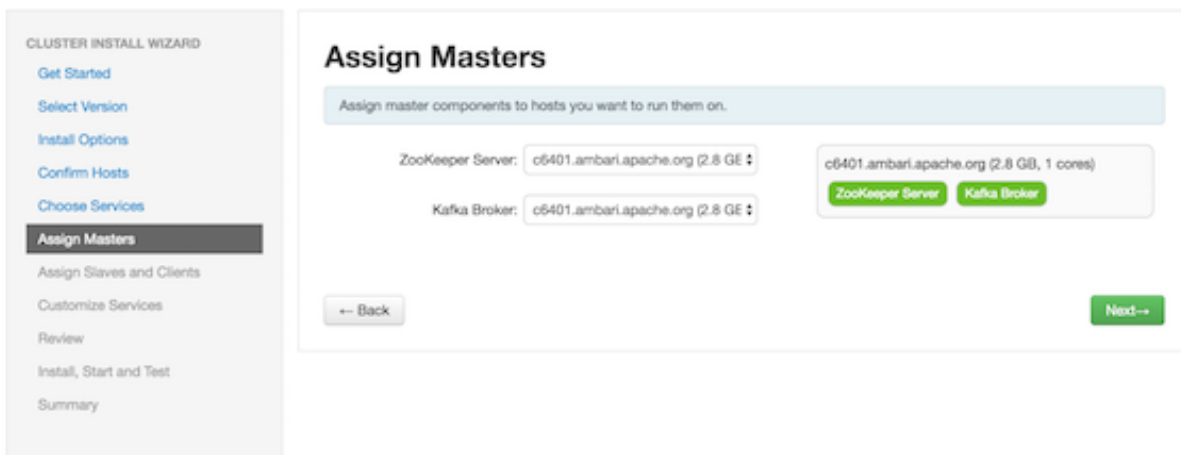 CLUSTER INSTALL WIZARD
Get Started
Select Version
Install Options
Confirm Hosts
Choose Services
Assign Masters
Assign Slaves and Clients
Customize Services
Review
Install, Start and Test
Summary
Assign Masters
Assign master components to hosts you want to run them on.
ZooKeeper Server: c6401.ambari.apache.org (2.8 GE
Kafka Broker: c6401.ambari.apache.org (2.8 GE
c6401.ambari.apache.org (2.8 GB, 1 cores)
ZooKeeper Server Kafka Broker
← Back
Next→